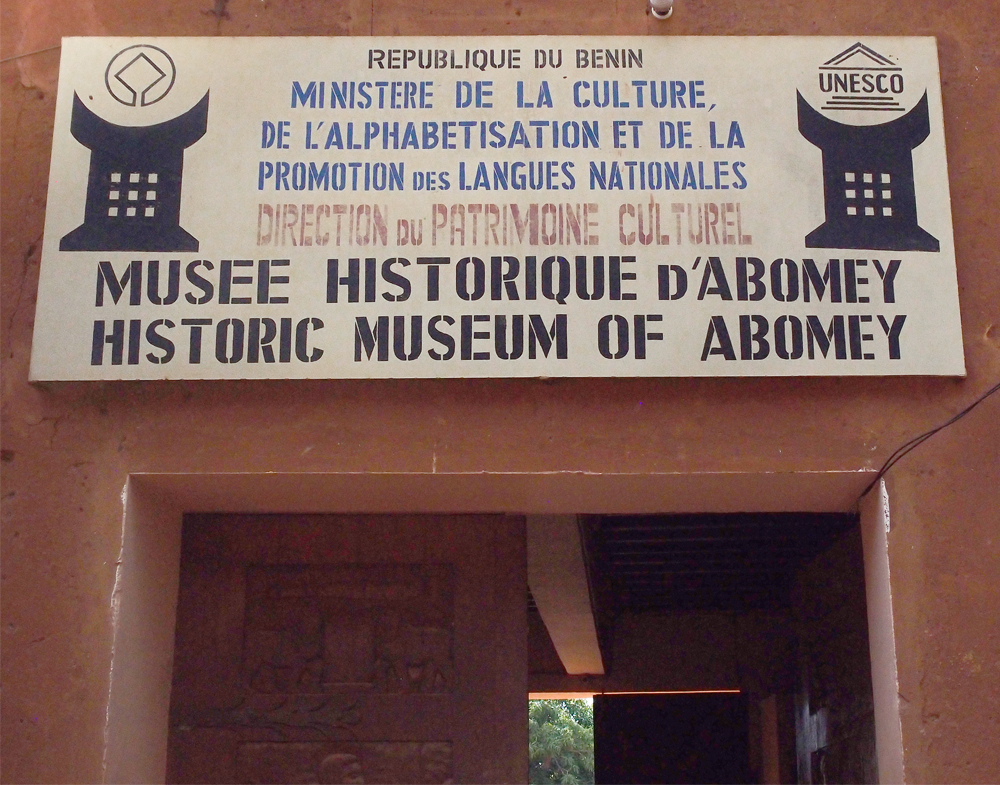 REPUBLIQUE DU BENIN
MINISTERE DE LA CULTURE,
DE L'ALPHABETISATION ET DE LA
PROMOTION DES LANGUES NATIONALES
DIRECTION DU PATRIMOINE CULTUREL
MUSEE HISTORIQUE D'ABOMEY
HISTORIC MUSEUM OF ABOMEY
UNESCO